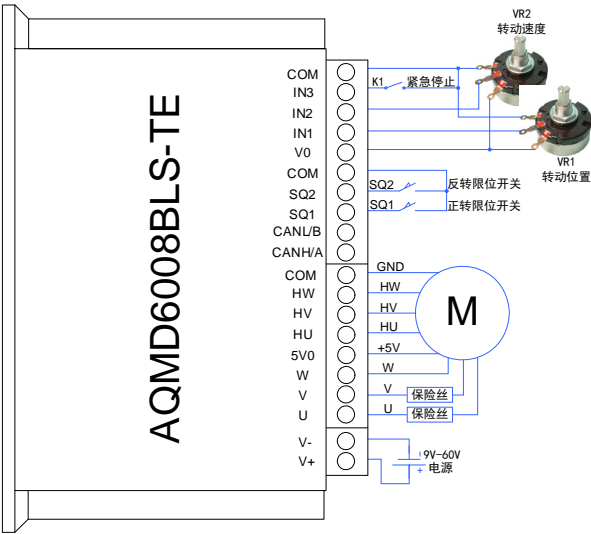 VR2
转动速度
COM
K1
紧急停止
IN3
IN2
IN1
V0
VR1
转动位置
COM
SQ2
SQ2
反转限位开关
SQ1
SQ1
正转限位开关
CANL/B
CANH/A
AQMD6008BLS-TE
COM
GND
HW
HW
HV
HV
HU
HU
5V0
+5V
W
W
V
V
保险丝
U
U
保险丝
M
V-
V+
9V-60V
+
电源